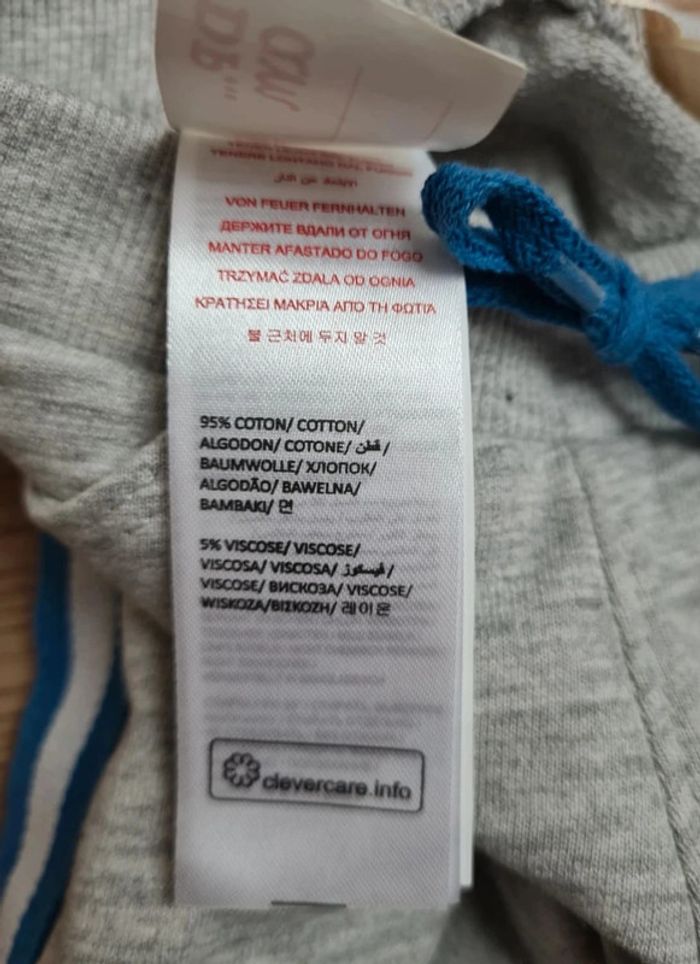 VON FEUER FERNHALTEN
ДЕРЖИТЕ ВДАЛИ ОТ ОГНЯ
MANTER AFASTADO DO FOGO
TRZYMAĆ ZDALA OD OGNIA
ΚΡΑΤΗΣΕΙ ΜΑΚΡΙΑ ΑΠΟ ΤΗ ΦΩΤΙΑ
불 근처에 두지 말 것
95% COTON/ COTTON/
ALGODON/ COTONE/ قطن /
BAUMWOLLE/ ХЛОПОК/
ALGODÃO/ BAWELNA/
BAMBAKI/ 면
5% VISCOSE/ VISCOSE/
VISCOSA/ VISCOSA/ فيسكوز /
VISCOSE/ ВИСКОЗА/ VISCOSE/
WISKOZA/ΒΙΣΚΟΖΗ/ 레이온
clevercare.info